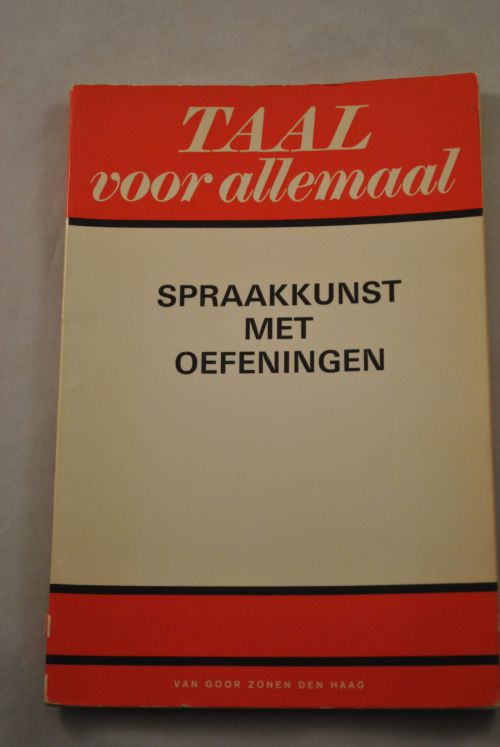 TAAL
voor allemaal
SPRAAKKUNST
MET
OEFENINGEN
VAN GOOR ZONEN DEN HAAG